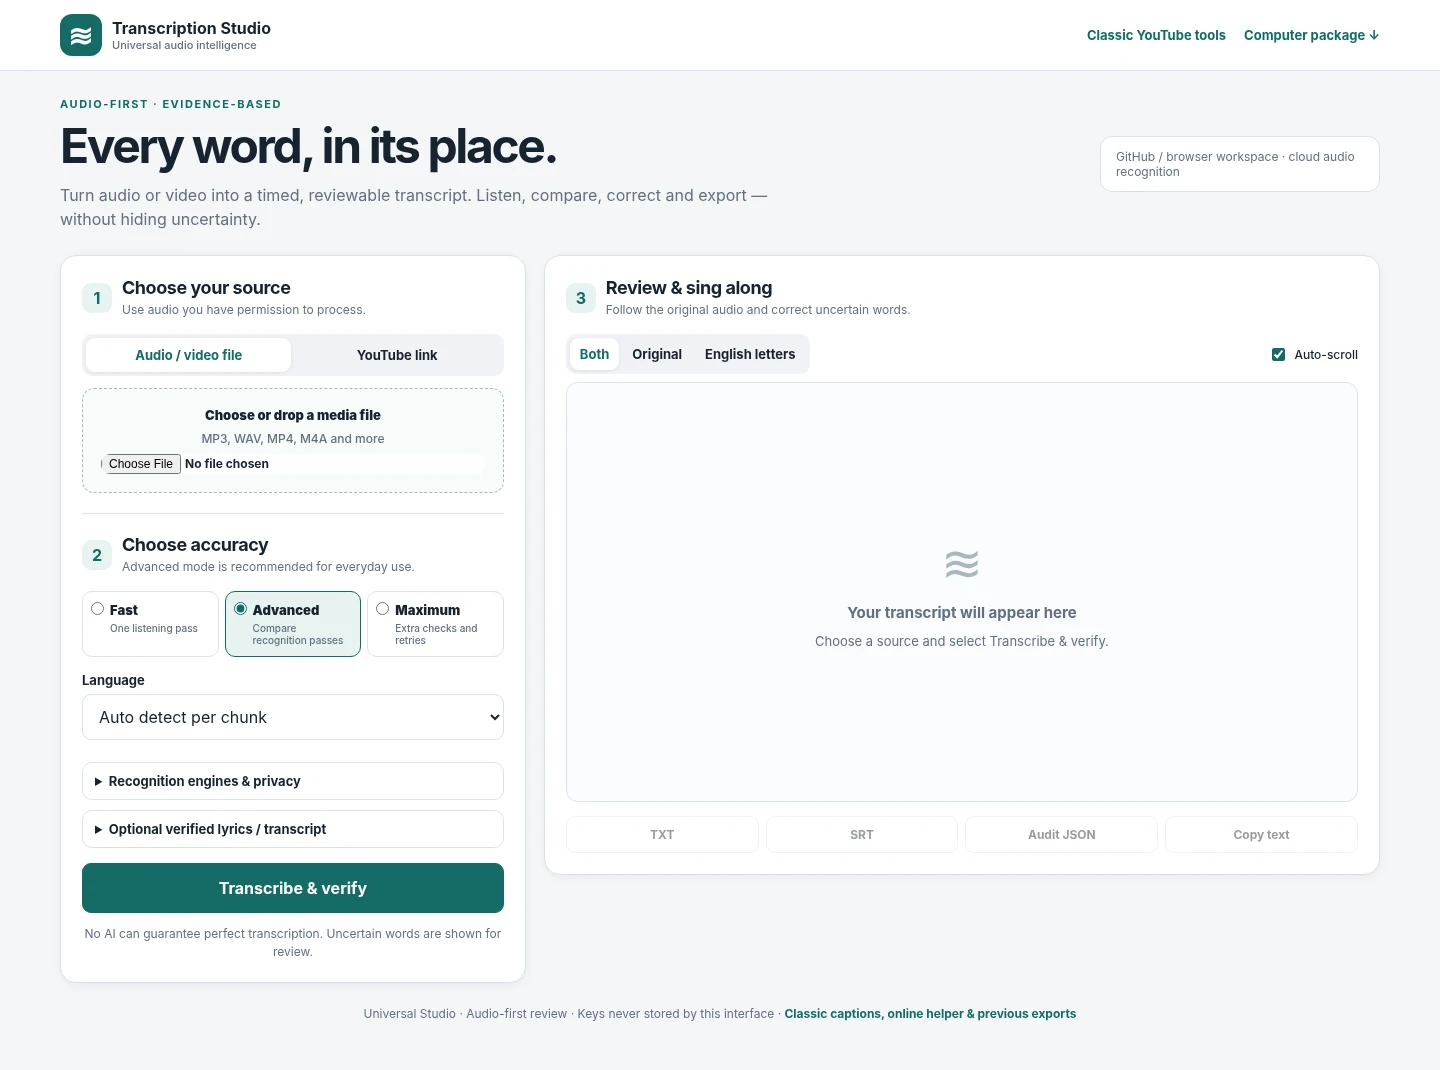 Transcription Studio
Universal audio intelligence
Classic YouTube tools
Computer package ↓
AUDIO-FIRST · EVIDENCE-BASED
Every word, in its place.
Turn audio or video into a timed, reviewable transcript. Listen, compare, correct and export —
without hiding uncertainty.
GitHub / browser workspace · cloud audio
recognition
1
Choose your source
Use audio you have permission to process.
Audio / video file
YouTube link
Choose or drop a media file
MP3, WAV, MP4, M4A and more
Choose File No file chosen
2
Choose accuracy
Advanced mode is recommended for everyday use.
Fast
One listening pass
Advanced
Compare
recognition passes
Maximum
Extra checks and
retries
Language
Auto detect per chunk
Recognition engines & privacy
Optional verified lyrics / transcript
Transcribe & verify
No AI can guarantee perfect transcription. Uncertain words are shown for
review.
3
Review & sing along
Follow the original audio and correct uncertain words.
Both
Original
English letters
Auto-scroll
Your transcript will appear here
Choose a source and select Transcribe & verify.
TXT
SRT
Audit JSON
Copy text
Universal Studio · Audio-first review · Keys never stored by this interface · Classic captions, online helper & previous exports